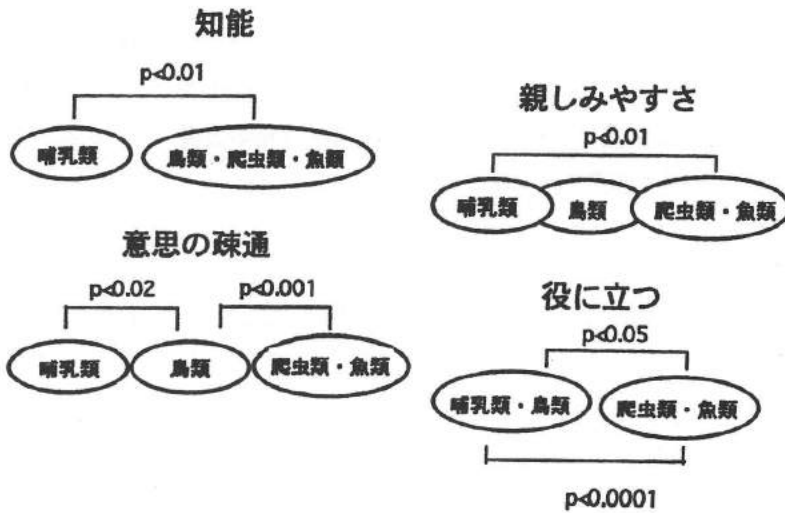 知能
p<0.01
哺乳類
鳥類・爬虫類・魚類
意思の疎通
p<0.02
p<0.001
哺乳類
鳥類
爬虫類・魚類
親しみやすさ
p<0.01
哺乳類
鳥類
爬虫類・魚類
役に立つ
p<0.05
哺乳類・鳥類
爬虫類・魚類
p<0.0001